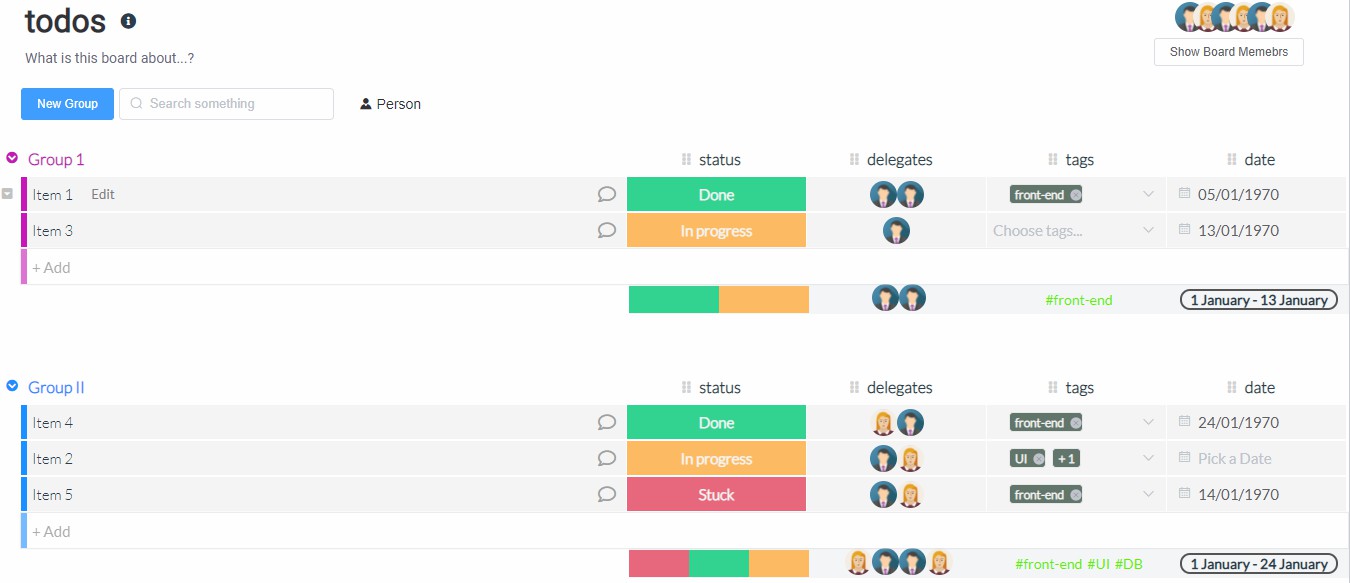 todos
What is this board about...?
Show Board Memebrs
New Group Search something Person
Group 1 status delegates tags date
Item 1 Edit Done front-end 05/01/1970
Item 3 In progress Choose tags... 13/01/1970
+ Add
#front-end 1 January - 13 January
Group II status delegates tags date
Item 4 Done front-end 24/01/1970
Item 2 In progress UI + 1 Pick a Date
Item 5 Stuck front-end 14/01/1970
+ Add
#front-end #UI #DB 1 January - 24 January